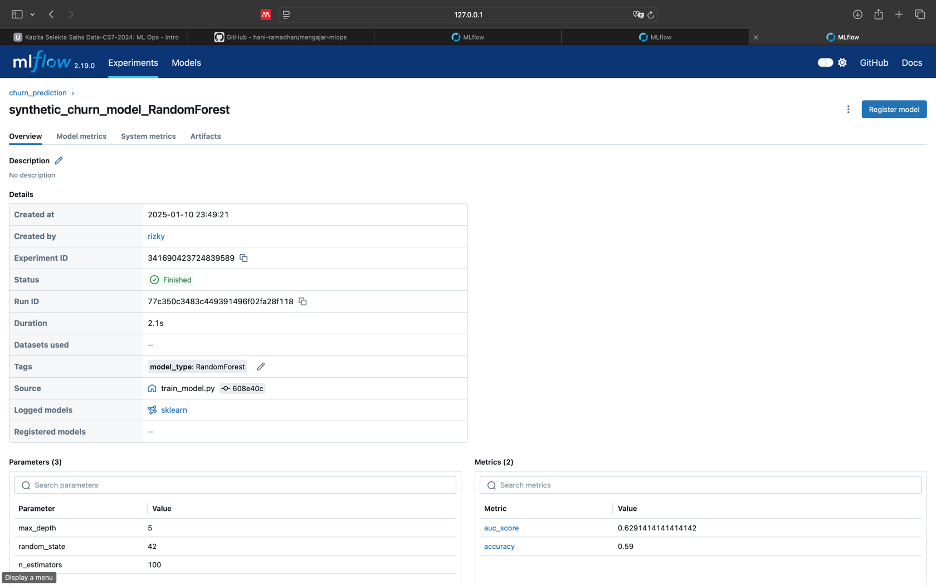 127.0.0.1
Kapita Selekta Sains Data-CS7-2024: ML Ops - Intro
GitHub - hani-ramadhan/mengajar-mlops
MLflow
MLflow
MLflow
mlflow 2.19.0 Experiments Models GitHub Docs
churn_prediction >
synthetic_churn_model_RandomForest
Register model
Overview Model metrics System metrics Artifacts
Description
No description
Details
Created at 2025-01-10 23:49:21
Created by rizky
Experiment ID 341690423724839589
Status Finished
Run ID 77c350c3483c449391496f02fa28f118
Duration 2.1s
Datasets used —
Tags model_type: RandomForest
Source train_model.py 608e40c
Logged models sklearn
Registered models —
Parameters (3)
Search parameters
Parameter Value
max_depth 5
random_state 42
n_estimators 100
Metrics (2)
Search metrics
Metric Value
auc_score 0.6291414141414142
accuracy 0.59
Display a menu